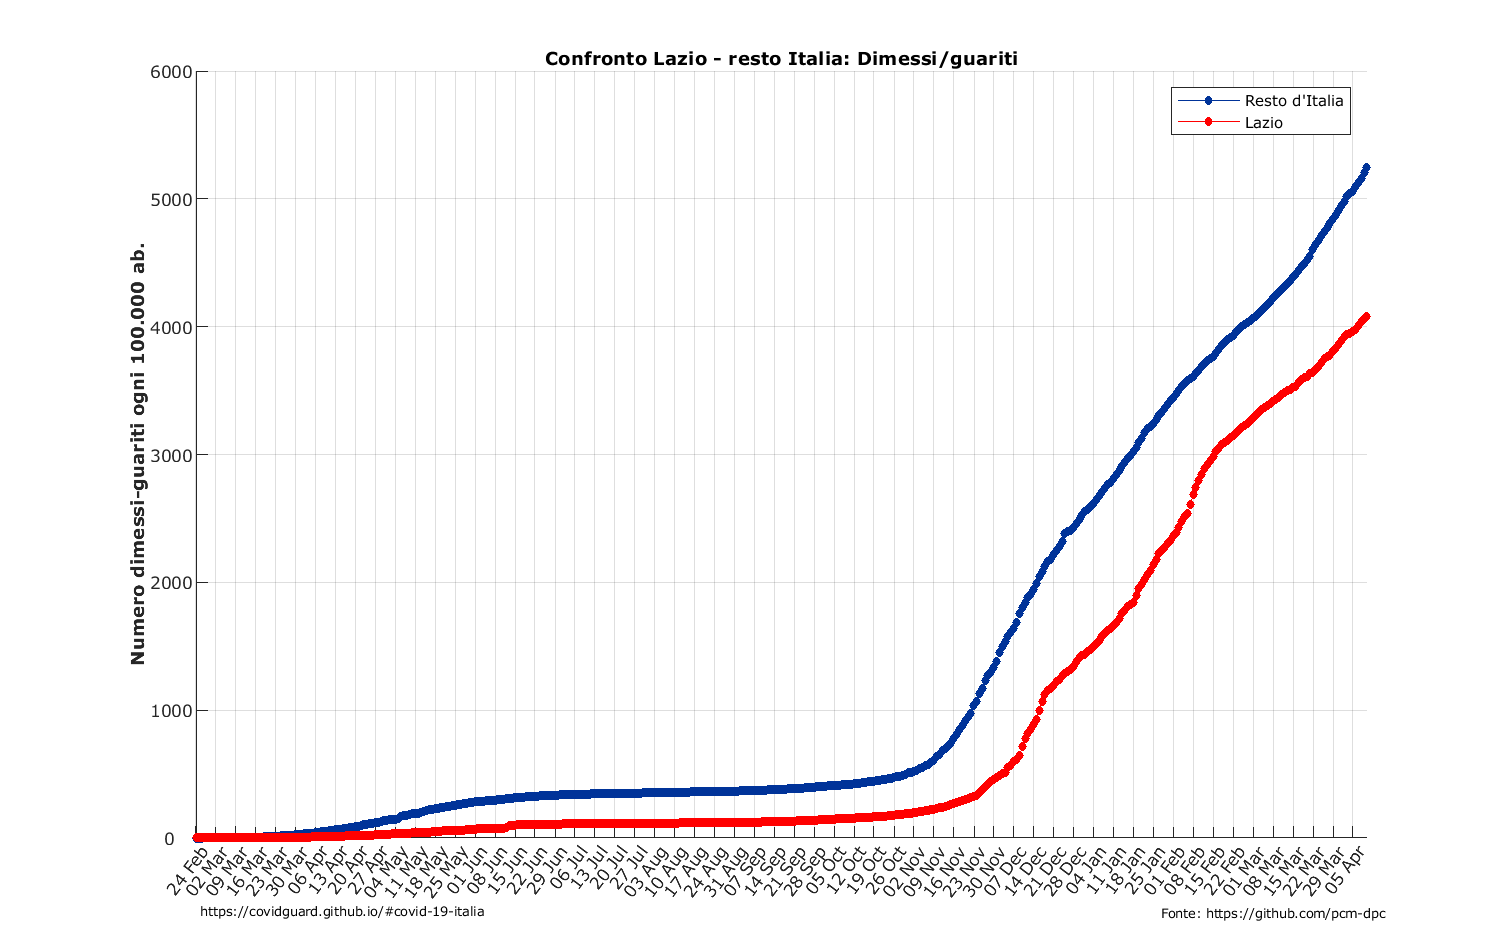 Confronto Lazio - resto Italia: Dimessi/guariti
Numero dimessi-guariti ogni 100.000 ab.
6000
5000
4000
3000
2000
1000
0
Resto d'Italia
Lazio
24 Feb
02 Mar
09 Mar
16 Mar
23 Mar
30 Mar
06 Apr
13 Apr
20 Apr
27 Apr
04 May
11 May
18 May
25 May
01 Jun
08 Jun
15 Jun
22 Jun
29 Jun
06 Jul
13 Jul
20 Jul
27 Jul
03 Aug
10 Aug
17 Aug
24 Aug
31 Aug
07 Sep
14 Sep
21 Sep
28 Sep
05 Oct
12 Oct
19 Oct
26 Oct
02 Nov
09 Nov
16 Nov
23 Nov
30 Nov
07 Dec
14 Dec
21 Dec
28 Dec
04 Jan
11 Jan
18 Jan
25 Jan
01 Feb
08 Feb
15 Feb
22 Feb
01 Mar
08 Mar
15 Mar
22 Mar
29 Mar
05 Apr
https://covidguard.github.io/#covid-19-italia
Fonte: https://github.com/pcm-dpc